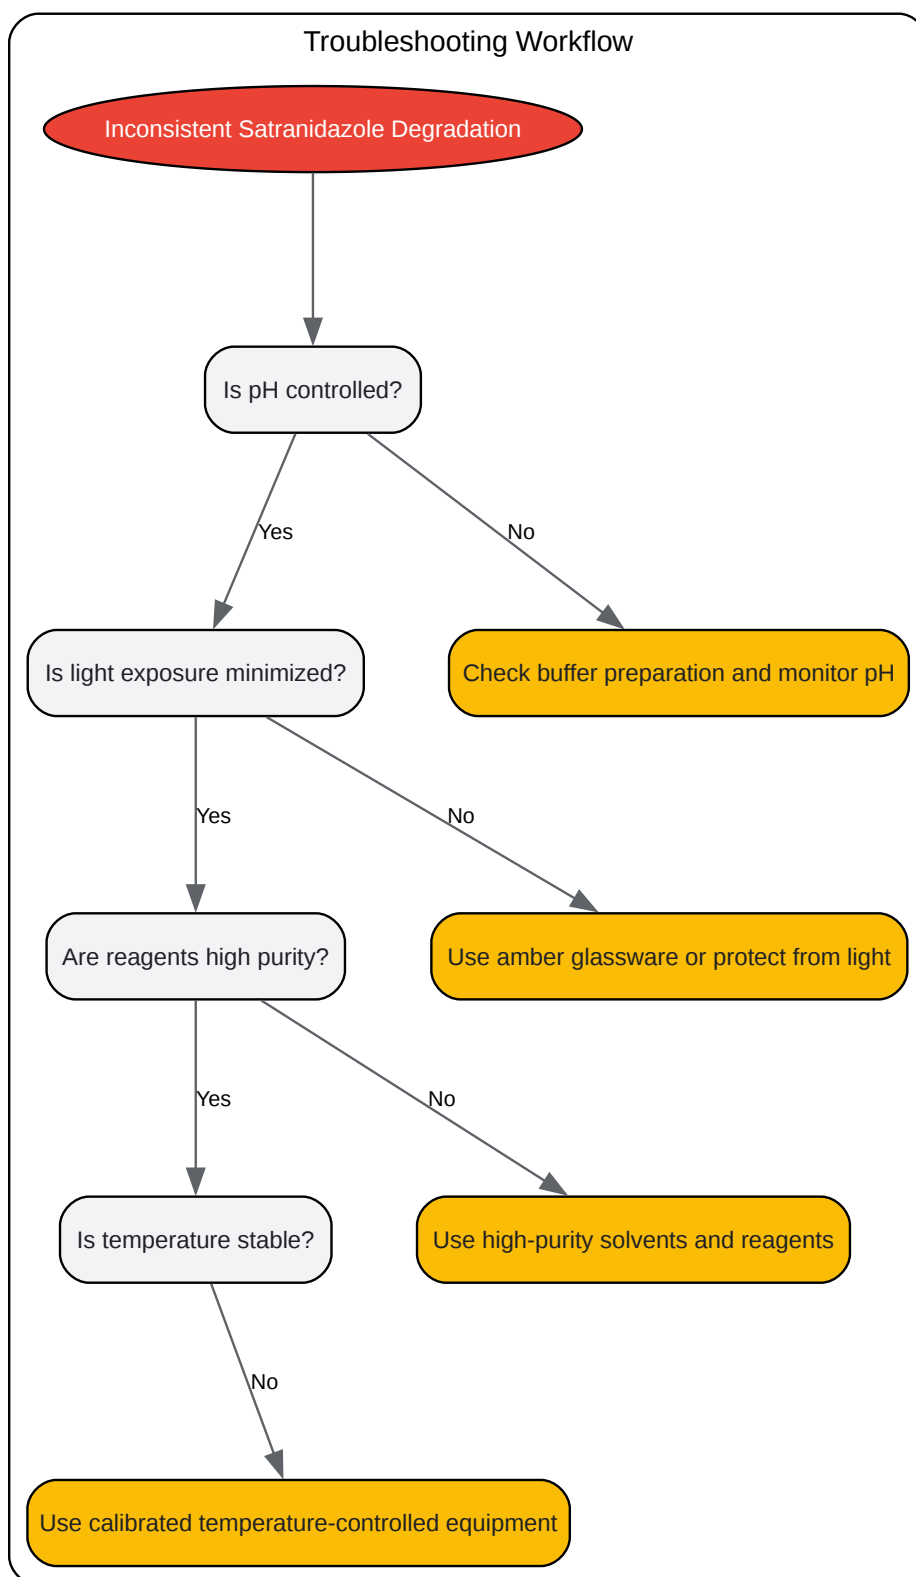 Troubleshooting Workflow
Inconsistent Satranidazole Degradation
Is pH controlled?
Yes
No
Is light exposure minimized?
Check buffer preparation and monitor pH
Yes
No
Are reagents high purity?
Use amber glassware or protect from light
Yes
No
Is temperature stable?
Use high-purity solvents and reagents
No
Use calibrated temperature-controlled equipment